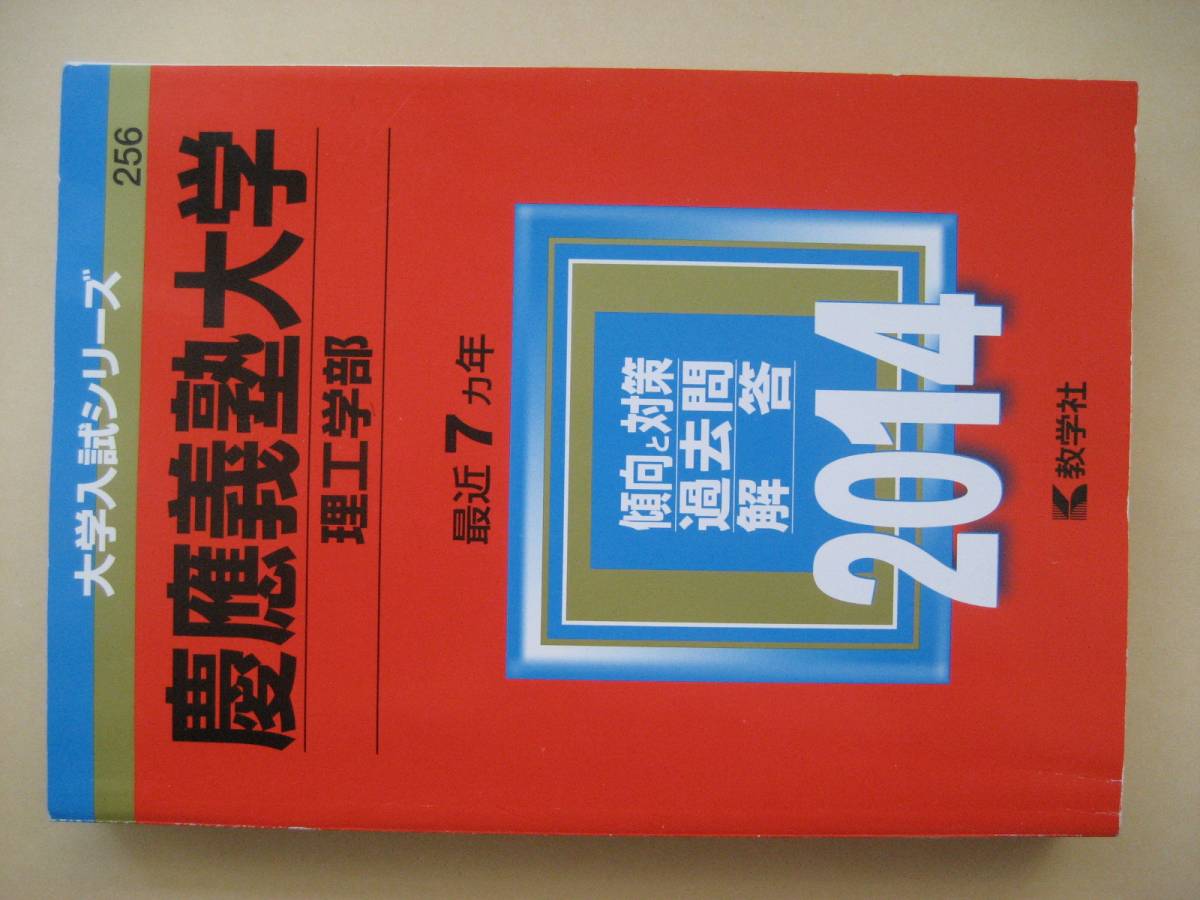 大学入試シリーズ
256
慶應義塾大学
理工学部
最近7ヵ年
傾向と対策
過去問
解答
2014
教学社